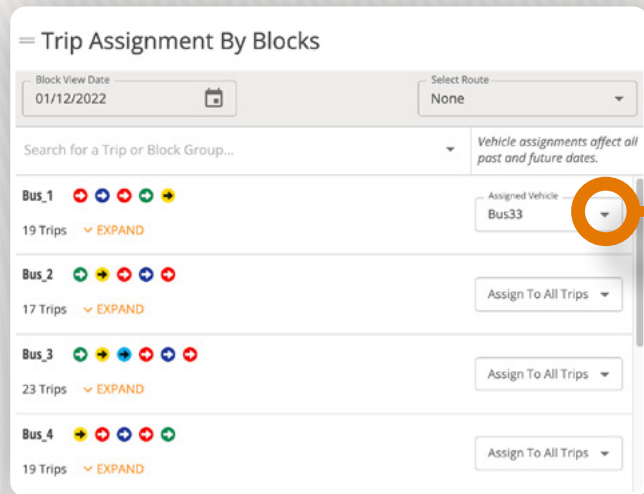 Trip Assignment By Blocks
Block View Date
01/12/2022
Select Route
None
Search for a Trip or Block Group...
Vehicle assignments affect all
past and future dates.
Bus_1
19 Trips EXPAND
Assigned Vehicle
Bus33
Bus_2
17 Trips EXPAND
Assign To All Trips
Bus_3
23 Trips EXPAND
Assign To All Trips
Bus_4
19 Trips EXPAND
Assign To All Trips